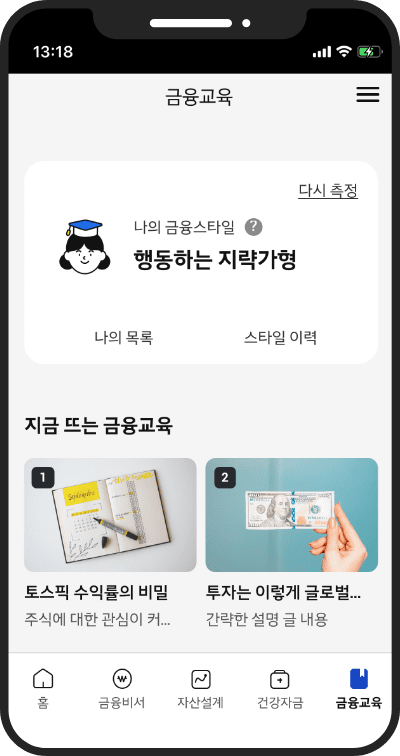 13:18
금융교육
다시 측정
나의 금융스타일 ?
행동하는 지략가형
나의 목록
스타일 이력
지금 뜨는 금융교육
1
2
토스픽 수익률의 비밀
주식에 대한 관심이 커...
투자는 이렇게 글로벌...
간략한 설명 글 내용
홈
금융비서
자산설계
건강자금
금융교육